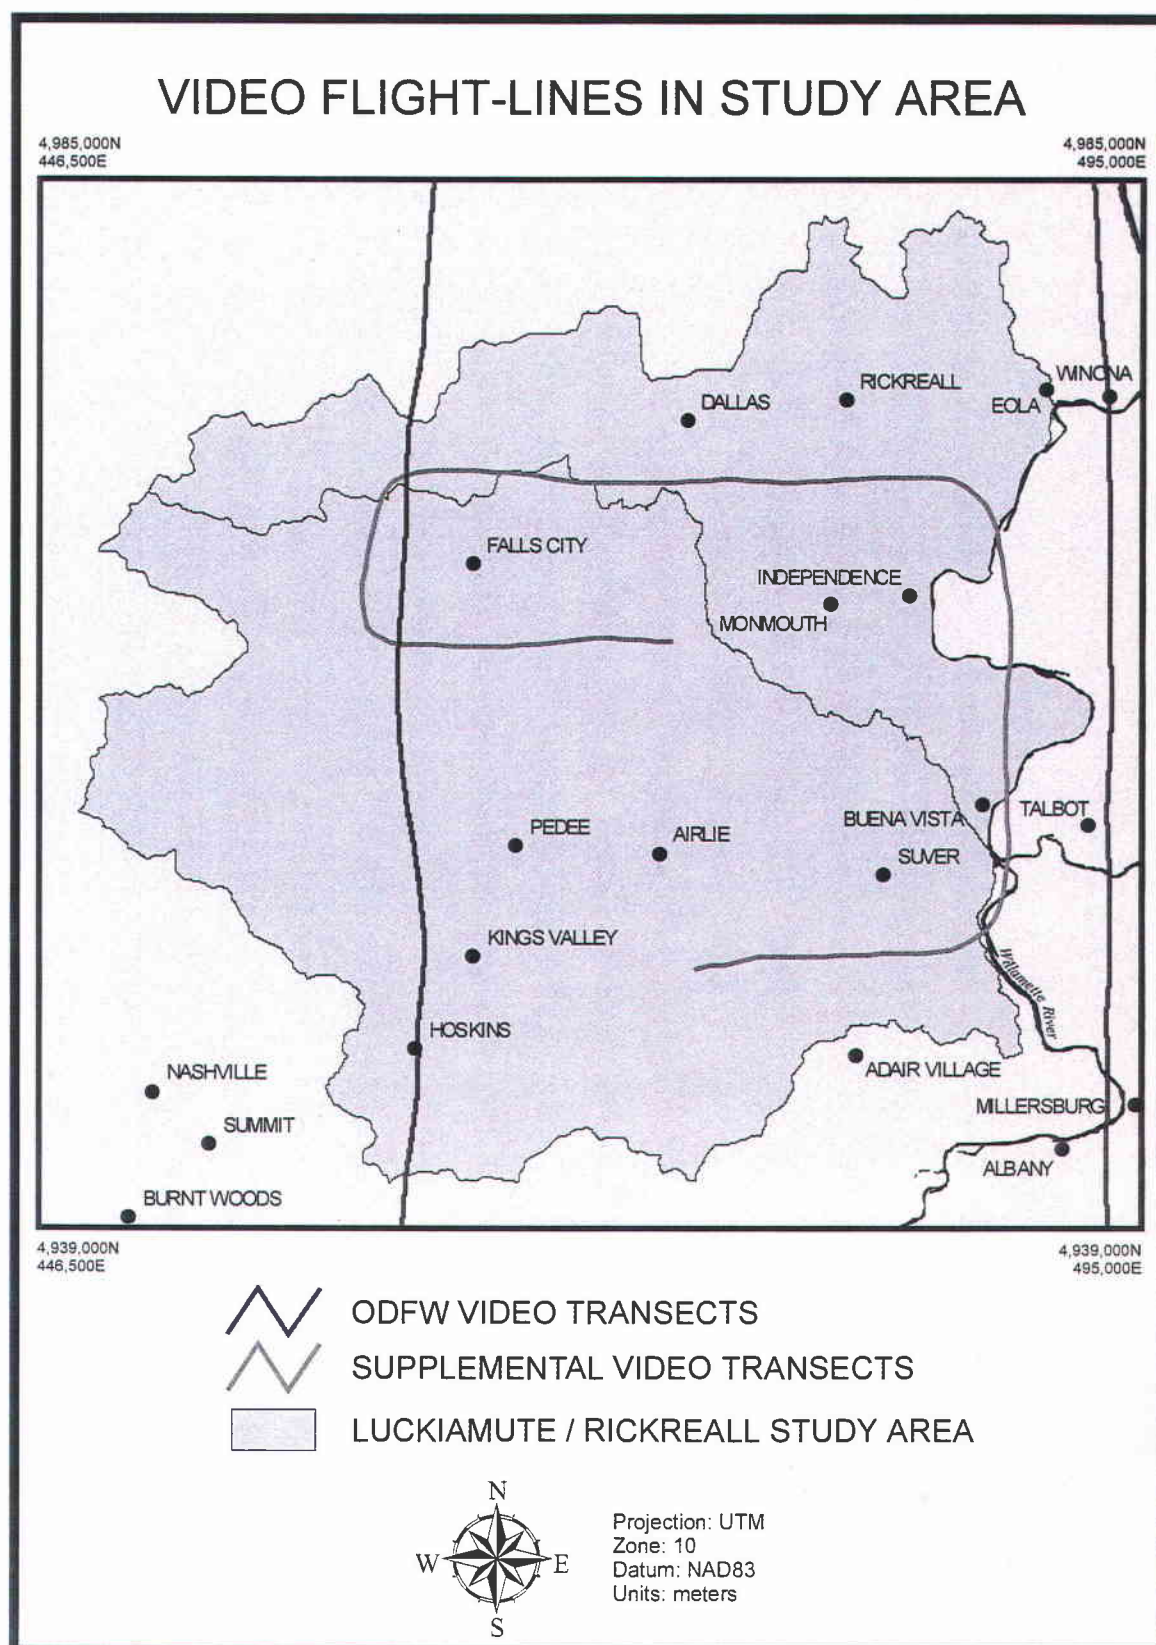 VIDEO FLIGHT-LINES IN STUDY AREA
4,985,000N
446,500E
4,985,000N
495,000E
WINONA
RICKREALL
EOLA
DALLAS
FALLS CITY
INDEPENDENCE
MONMOUTH
BUENA VISTA
TALBOT
PEDEE
AIRLIE
SUVER
KINGS VALLEY
Willamette River
HOSKINS
ADAIR VILLAGE
NASHVILLE
MILLERSBURG
SUMMIT
ALBANY
BURNT WOODS
4,939,000N
446,500E
4,939,000N
495,000E
ODFW VIDEO TRANSECTS
SUPPLEMENTAL VIDEO TRANSECTS
LUCKIAMUTE / RICKREALL STUDY AREA
N
W
E
S
Projection: UTM
Zone: 10
Datum: NAD83
Units: meters